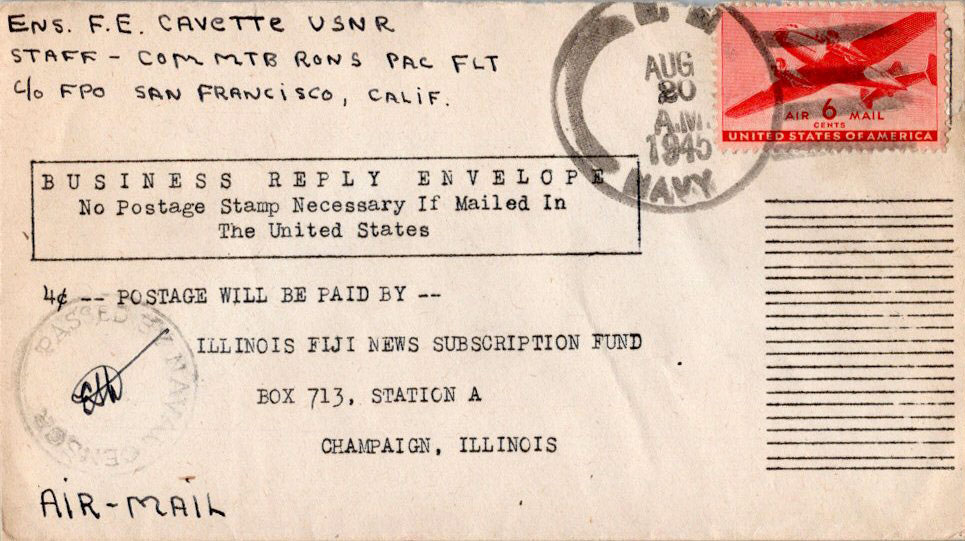 ENS. F.E. CAVETTE USNR
STAFF - COM MTB RONS PAC FLT
C/O FPO SAN FRANCISCO, CALIF.
AUG
20
A.M.
1945
NAVY
AIR 6 MAIL
CENTS
UNITED STATES OF AMERICA
BUSINESS REPLY ENVELOPE
No Postage Stamp Necessary If Mailed In
The United States
4¢ -- POSTAGE WILL BE PAID BY --
PASSED BY NAVAL CENSOR
ILLINOIS FIJI NEWS SUBSCRIPTION FUND
BOX 713, STATION A
CHAMPAIGN, ILLINOIS
AIR-MAIL